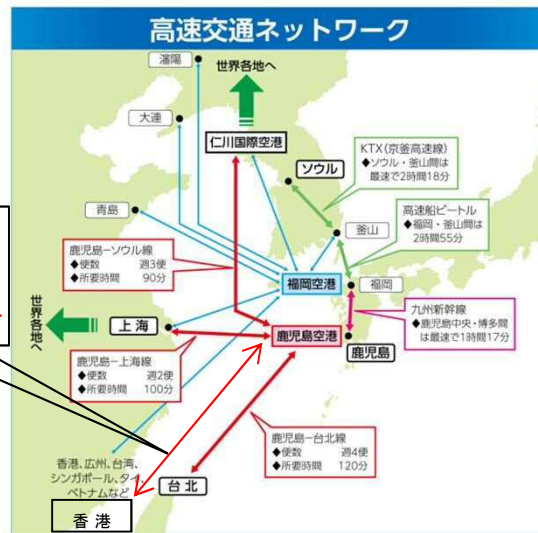 高速交通ネットワーク
瀋陽
世界各地へ
大連
仁川国際空港
KTX(京釜高速線)
◆ソウル・釜山間は
最速で2時間18分
ソウル
青島
高速船ビートル
◆福岡・釜山間は
2時間55分
釜山
鹿児島−ソウル線
◆便数 週3便
◆所要時間 90分
福岡空港
福岡
世界各地へ
上海
鹿児島空港
鹿児島
九州新幹線
◆鹿児島中央・博多間
は最速で1時間17分
鹿児島−上海線
◆便数 週2便
◆所要時間 100分
鹿児島−台北線
◆便数 週4便
◆所要時間 120分
香港、広州、台湾、
シンガポール、タイ、
ベトナムなど
台北
香港